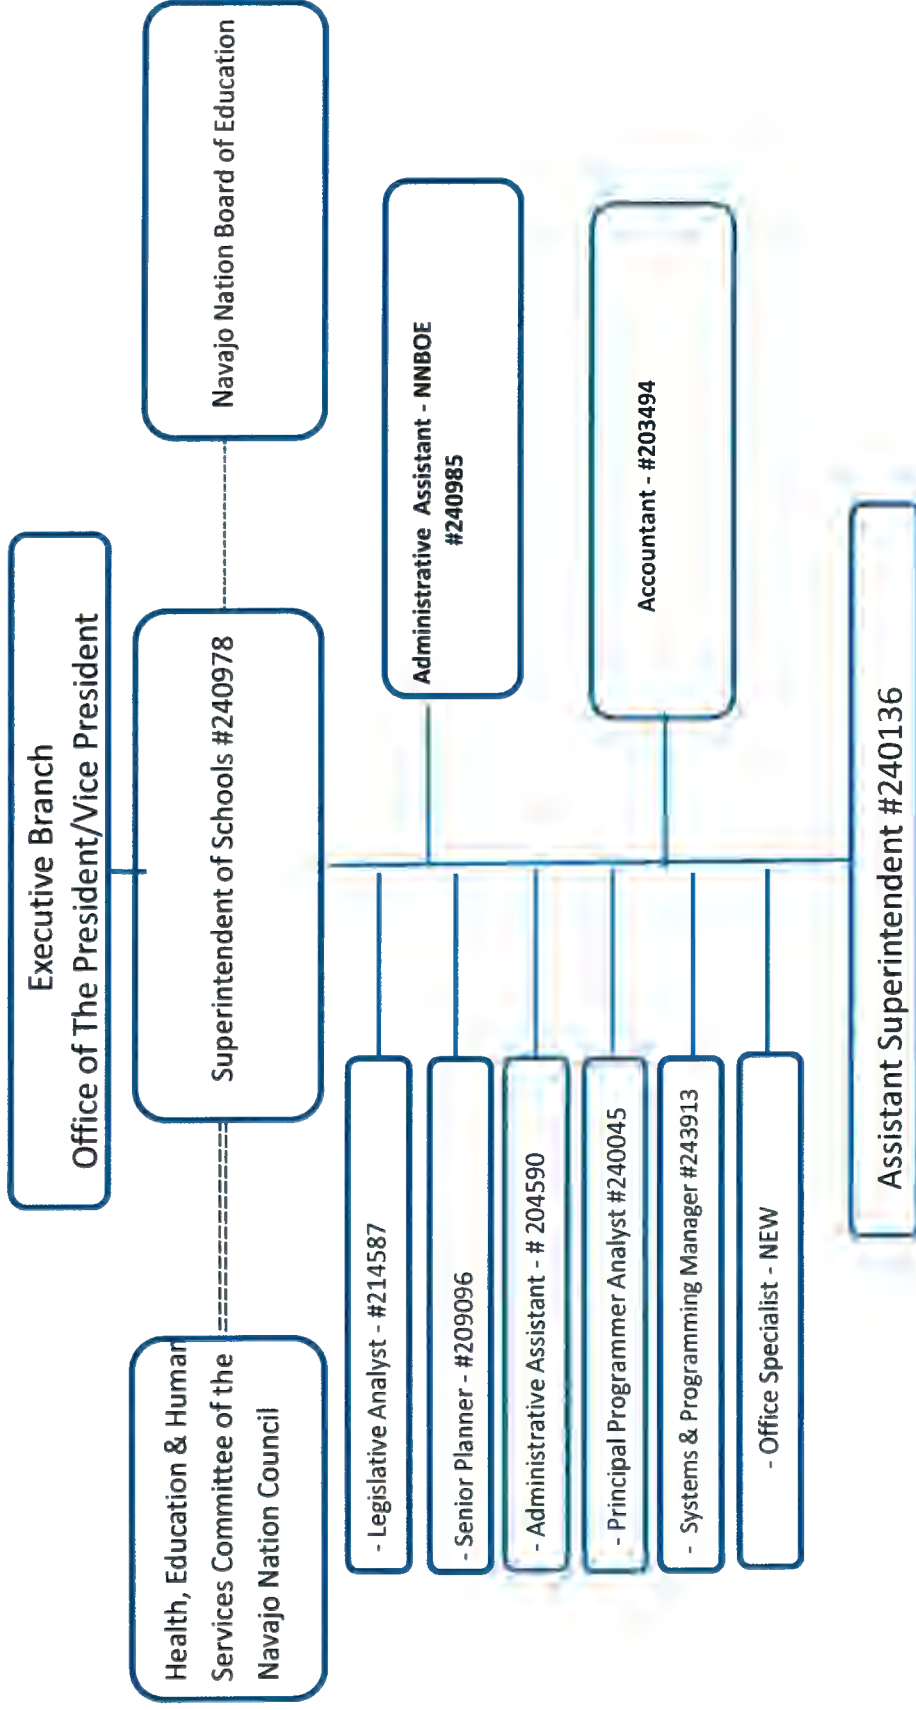 Executive Branch
Office of The President/Vice President
Health, Education & Human
Services Committee of the
Navajo Nation Council
Superintendent of Schools #240978
Navajo Nation Board of Education
- Legislative Analyst - #214587
- Senior Planner - #209096
- Administrative Assistant - # 204590
- Principal Programmer Analyst #240045
- Systems & Programming Manager #243913
- Office Specialist - NEW
Administrative Assistant - NNBOE
#240985
Accountant - #203494
Assistant Superintendent #240136